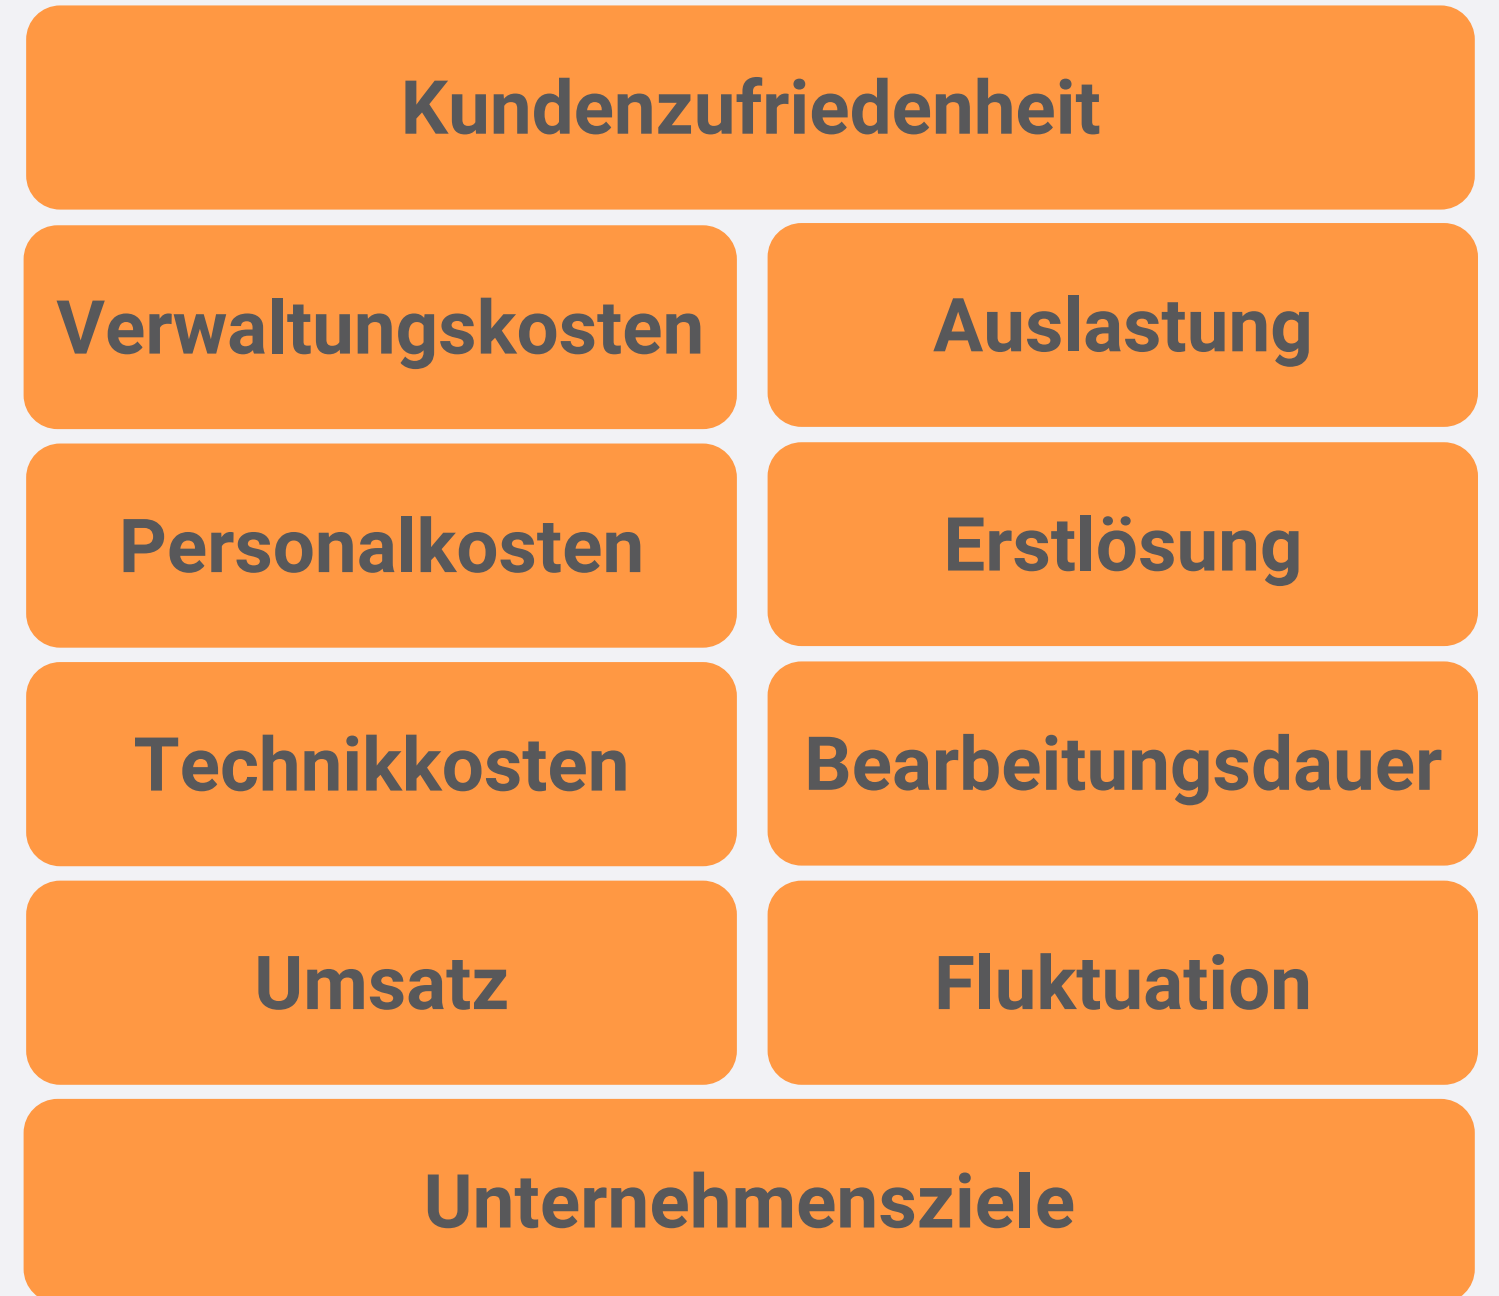 Kundenzufriedenheit
Verwaltungskosten
Auslastung
Personalkosten
Erstlösung
Technikkosten
Bearbeitungsdauer
Umsatz
Fluktuation
Unternehmensziele